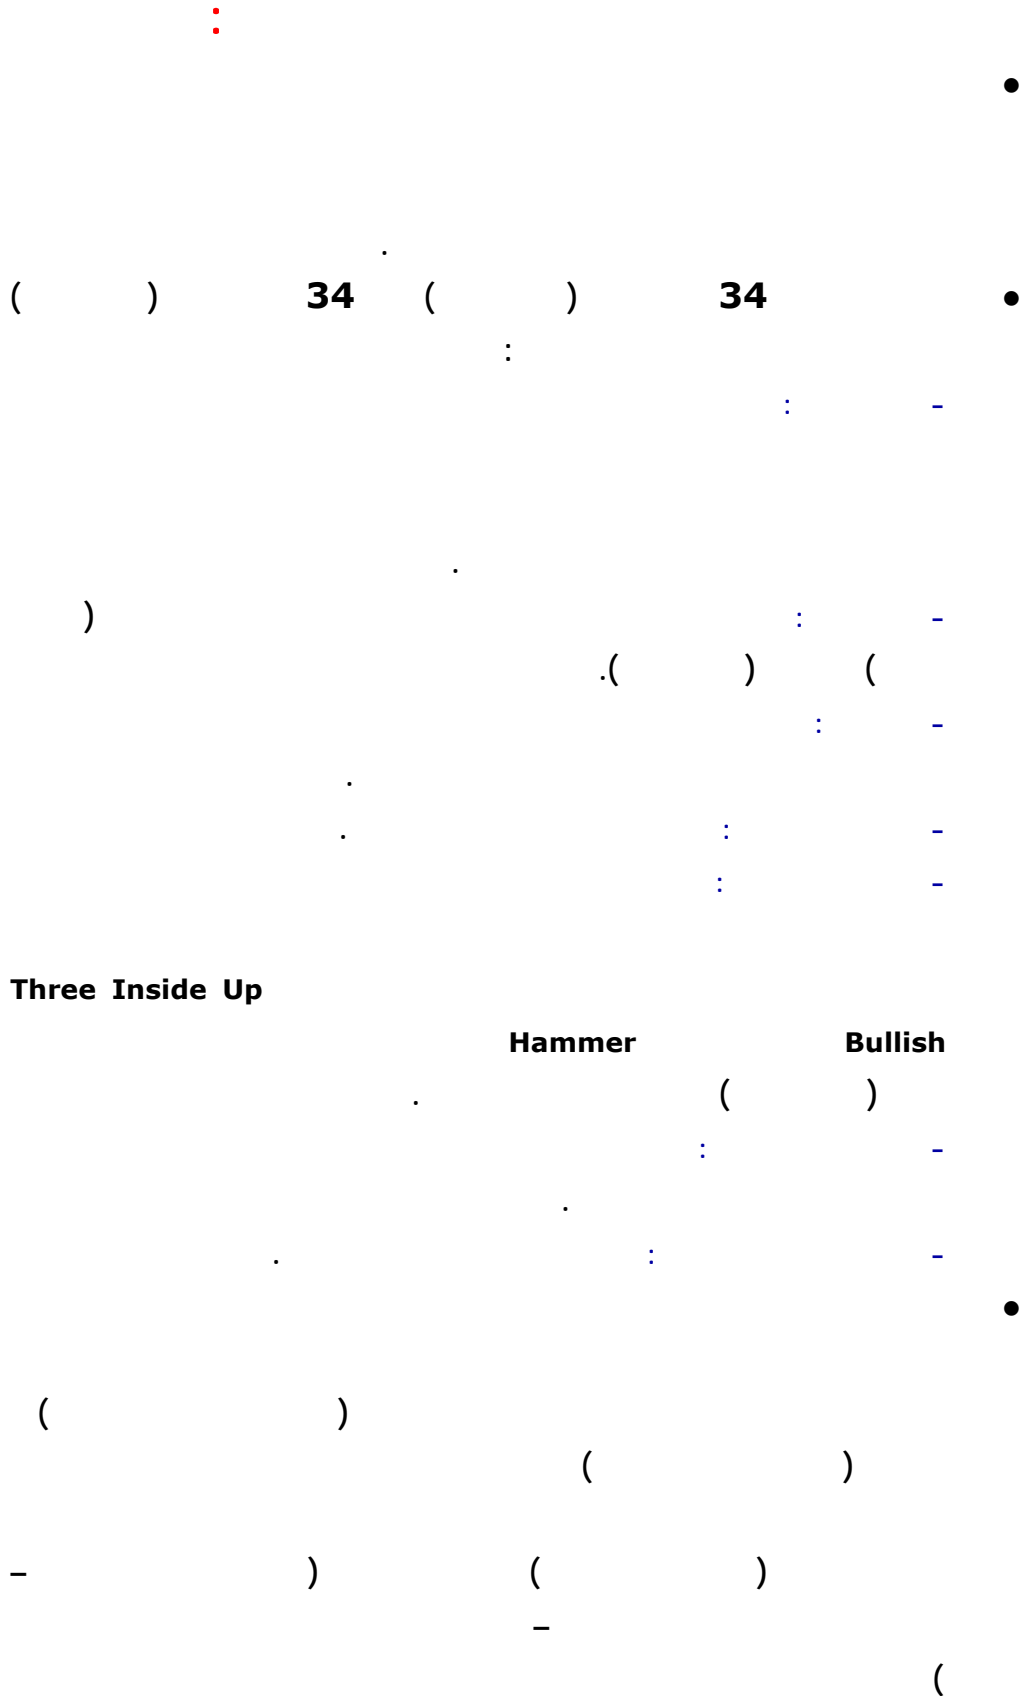 :
•
.
• 34 ( ) 34 ( )
:
- :
.
- : (
) ( ).
- :
.
- : .
- :
Three Inside Up
Bullish Hammer
( ) .
- :
.
- : .
•
( )
( )
( ) ( –
–
)